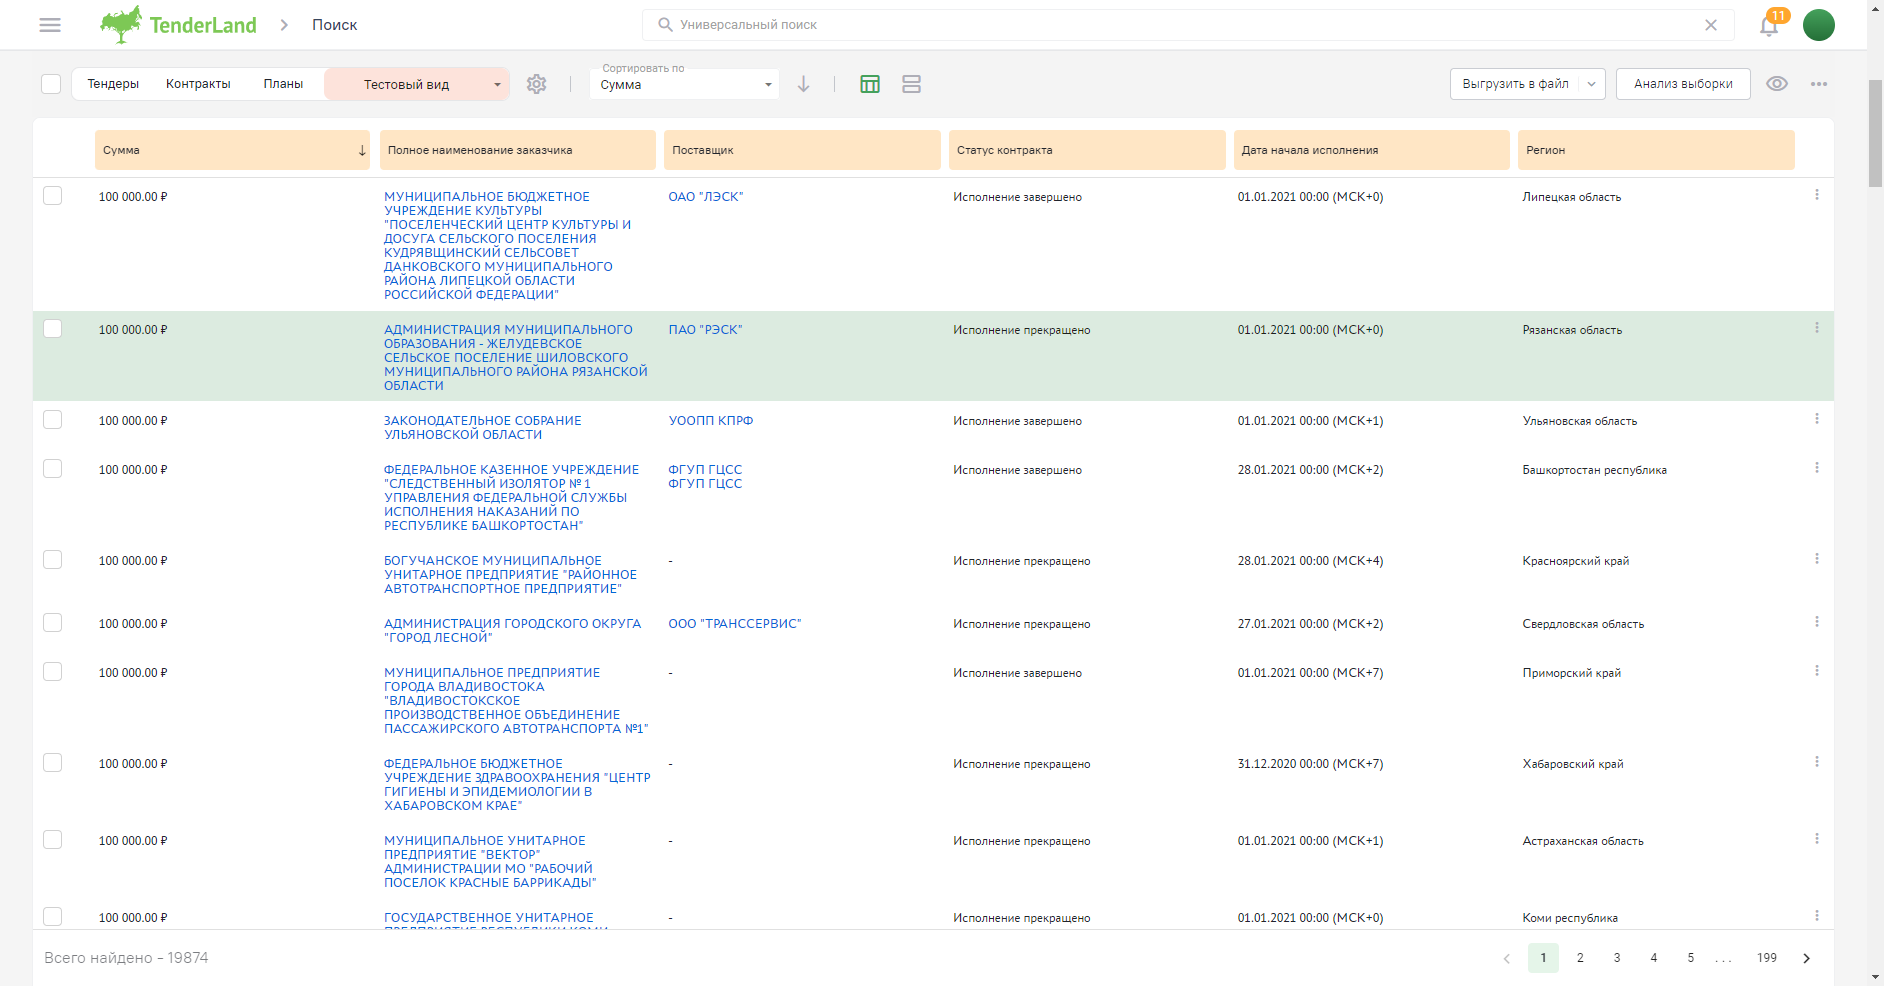 TenderLand
Поиск
Универсальный поиск
11
Тендеры
Контракты
Планы
Тестовый вид
Сортировать по
Сумма
Выгрузить в файл
Анализ выборки
Сумма
Полное наименование заказчика
Поставщик
Статус контракта
Дата начала исполнения
Регион
100 000.00 ₽
МУНИЦИПАЛЬНОЕ БЮДЖЕТНОЕ
УЧРЕЖДЕНИЕ КУЛЬТУРЫ
"ПОСЕЛЕНЧЕСКИЙ ЦЕНТР КУЛЬТУРЫ И
ДОСУГА СЕЛЬСКОГО ПОСЕЛЕНИЯ
КУДРЯВЩИНСКИЙ СЕЛЬСОВЕТ
ДАНКОВСКОГО МУНИЦИПАЛЬНОГО
РАЙОНА ЛИПЕЦКОЙ ОБЛАСТИ
РОССИЙСКОЙ ФЕДЕРАЦИИ"
ОАО "ЛЭСК"
Исполнение завершено
01.01.2021 00:00 (МСК+0)
Липецкая область
100 000.00 ₽
АДМИНИСТРАЦИЯ МУНИЦИПАЛЬНОГО
ОБРАЗОВАНИЯ - ЖЕЛУДЕВСКОЕ
СЕЛЬСКОЕ ПОСЕЛЕНИЕ ШИЛОВСКОГО
МУНИЦИПАЛЬНОГО РАЙОНА РЯЗАНСКОЙ
ОБЛАСТИ
ПАО "РЭСК"
Исполнение прекращено
01.01.2021 00:00 (МСК+0)
Рязанская область
100 000.00 ₽
ЗАКОНОДАТЕЛЬНОЕ СОБРАНИЕ
УЛЬЯНОВСКОЙ ОБЛАСТИ
УООПП КПРФ
Исполнение завершено
01.01.2021 00:00 (МСК+1)
Ульяновская область
100 000.00 ₽
ФЕДЕРАЛЬНОЕ КАЗЕННОЕ УЧРЕЖДЕНИЕ
"СЛЕДСТВЕННЫЙ ИЗОЛЯТОР № 1
УПРАВЛЕНИЯ ФЕДЕРАЛЬНОЙ СЛУЖБЫ
ИСПОЛНЕНИЯ НАКАЗАНИЙ ПО
РЕСПУБЛИКЕ БАШКОРТОСТАН"
ФГУП ГЦСС
ФГУП ГЦСС
Исполнение завершено
28.01.2021 00:00 (МСК+2)
Башкортостан республика
100 000.00 ₽
БОГУЧАНСКОЕ МУНИЦИПАЛЬНОЕ
УНИТАРНОЕ ПРЕДПРИЯТИЕ "РАЙОННОЕ
АВТОТРАНСПОРТНОЕ ПРЕДПРИЯТИЕ"
-
Исполнение прекращено
28.01.2021 00:00 (МСК+4)
Красноярский край
100 000.00 ₽
АДМИНИСТРАЦИЯ ГОРОДСКОГО ОКРУГА
"ГОРОД ЛЕСНОЙ"
ООО "ТРАНССЕРВИС"
Исполнение прекращено
27.01.2021 00:00 (МСК+2)
Свердловская область
100 000.00 ₽
МУНИЦИПАЛЬНОЕ ПРЕДПРИЯТИЕ
ГОРОДА ВЛАДИВОСТОКА
"ВЛАДИВОСТОКСКОЕ
ПРОИЗВОДСТВЕННОЕ ОБЪЕДИНЕНИЕ
ПАССАЖИРСКОГО АВТОТРАНСПОРТА №1"
-
Исполнение завершено
01.01.2021 00:00 (МСК+7)
Приморский край
100 000.00 ₽
ФЕДЕРАЛЬНОЕ БЮДЖЕТНОЕ
УЧРЕЖДЕНИЕ ЗДРАВООХРАНЕНИЯ "ЦЕНТР
ГИГИЕНЫ И ЭПИДЕМИОЛОГИИ В
ХАБАРОВСКОМ КРАЕ"
-
Исполнение прекращено
31.12.2020 00:00 (МСК+7)
Хабаровский край
100 000.00 ₽
МУНИЦИПАЛЬНОЕ УНИТАРНОЕ
ПРЕДПРИЯТИЕ "ВЕКТОР"
АДМИНИСТРАЦИИ МО "РАБОЧИЙ
ПОСЕЛОК КРАСНЫЕ БАРРИКАДЫ"
-
Исполнение прекращено
01.01.2021 00:00 (МСК+1)
Астраханская область
100 000.00 ₽
ГОСУДАРСТВЕННОЕ УНИТАРНОЕ
ПРЕДПРИЯТИЕ РЕСПУБЛИКИ КОМИ
-
Исполнение прекращено
01.01.2021 00:00 (МСК+0)
Коми республика
Всего найдено - 19874
1 2 3 4 5 ... 199